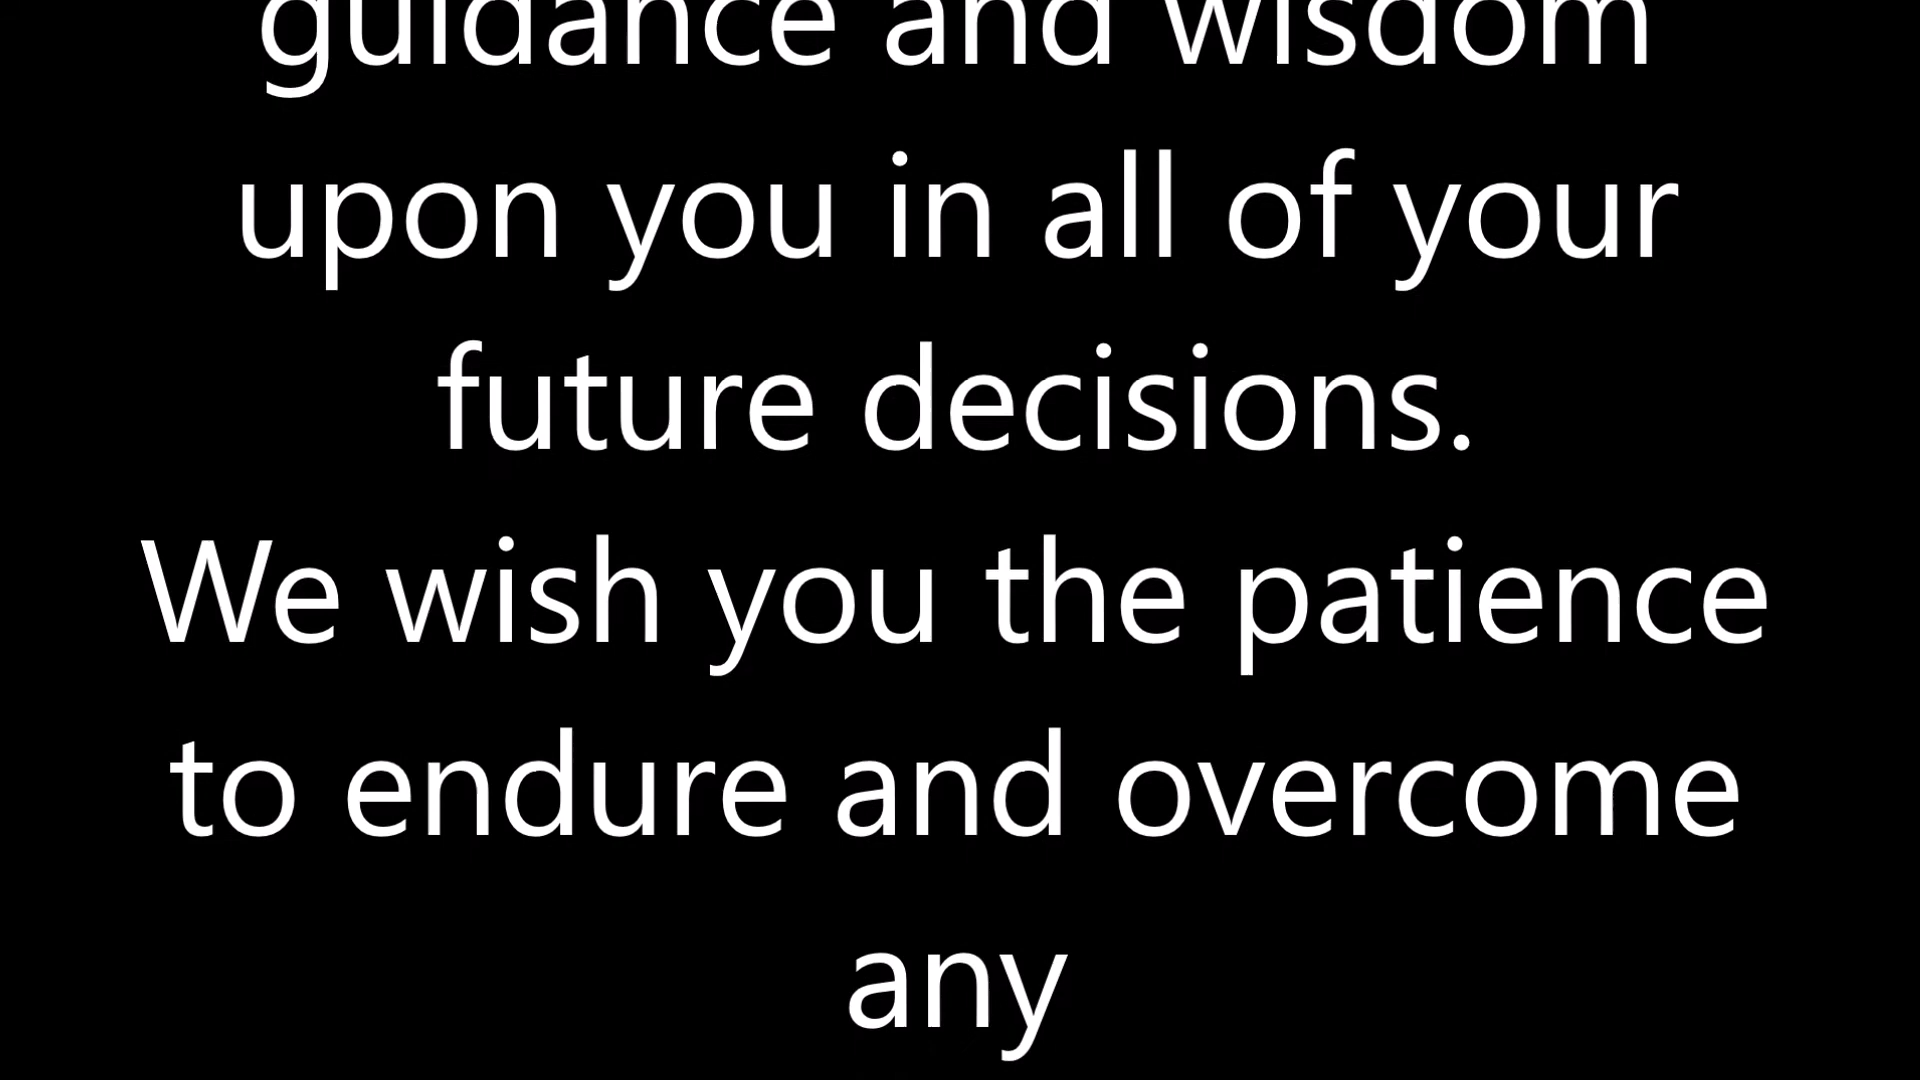 guidance and wisdom
upon you in all of your
future decisions.
We wish you the patience
to endure and overcome
any